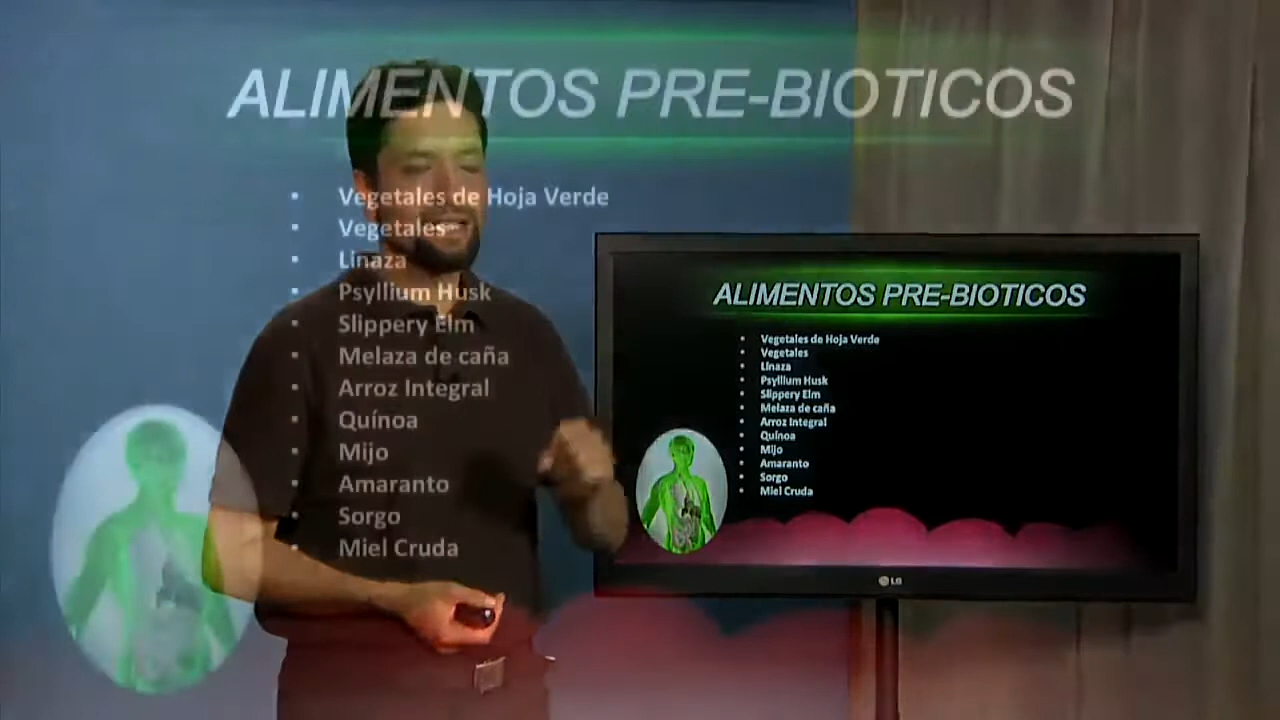 ALIMENTOS PRE-BIOTICOS
• Vegetales de Hoja Verde
• Vegetales
• Linaza
• Psyllium Husk
• Slippery Elm
• Melaza de caña
• Arroz Integral
• Quínoa
• Mijo
• Amaranto
• Sorgo
• Miel Cruda
ALIMENTOS PRE-BIOTICOS
• Vegetales de Hoja Verde
• Vegetales
• Linaza
• Psyllium Husk
• Slippery Elm
• Melaza de caña
• Arroz Integral
• Quínoa
• Mijo
• Amaranto
• Sorgo
• Miel Cruda
LG